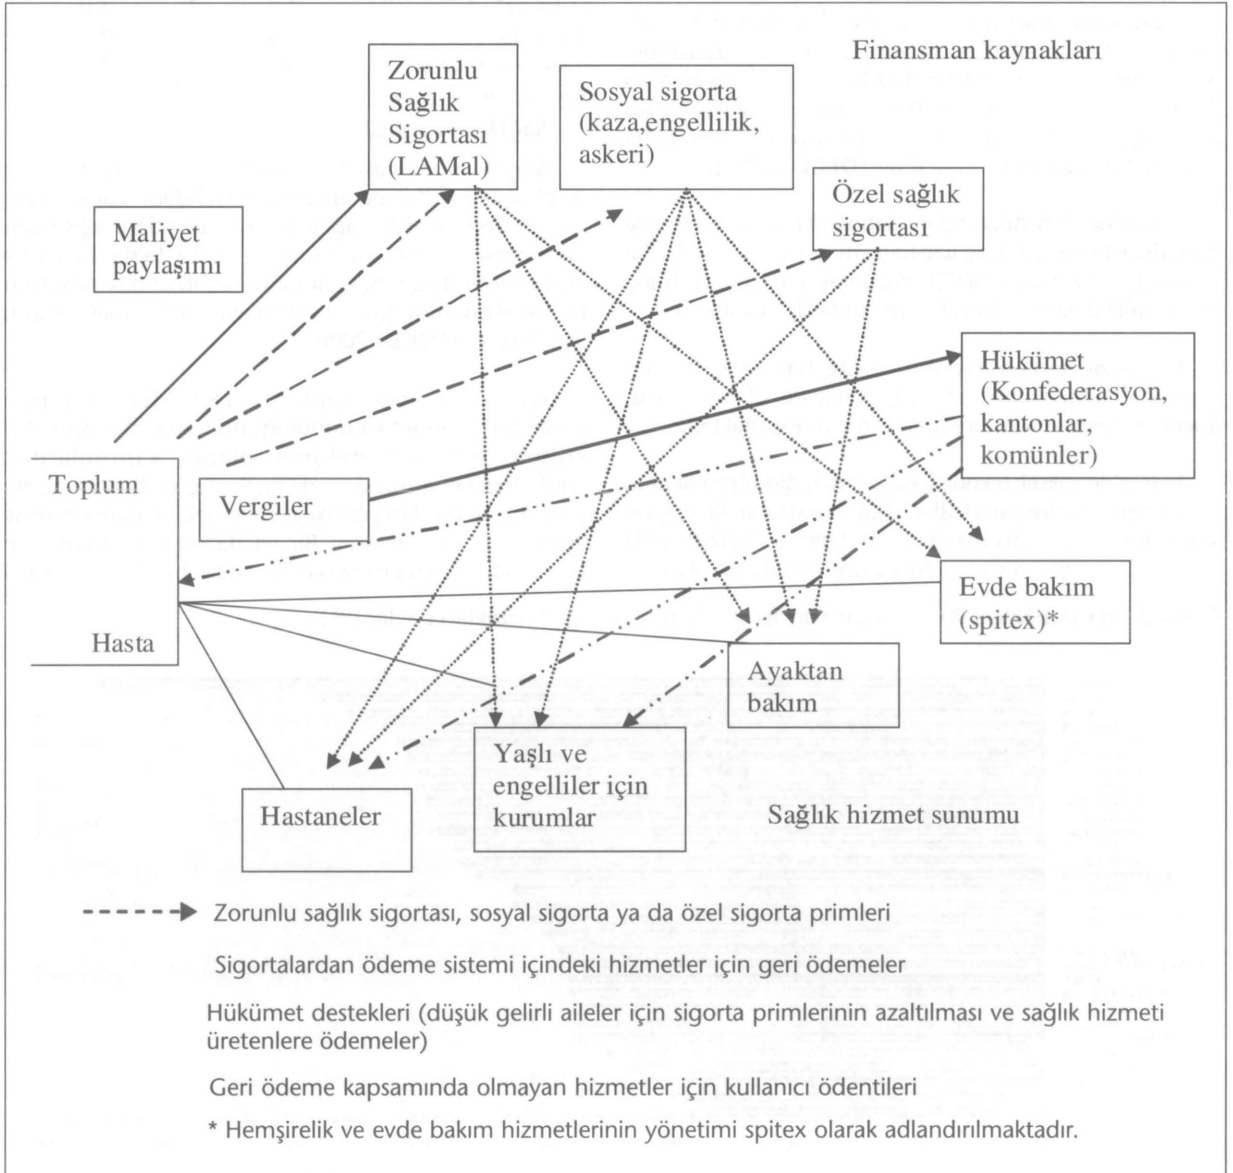 Finansman kaynakları
Zorunlu
Sağlık
Sigortası
(LAMal)
Sosyal sigorta
(kaza,engellilik,
askeri)
Özel sağlık
sigortası
Maliyet
paylaşımı
Hükümet
(Konfederasyon,
kantonlar,
komünler)
Toplum
Vergiler
Hasta
Evde bakım
(spitex)*
Ayaktan
bakım
Yaşlı ve
engelliler için
kurumlar
Hastaneler
Sağlık hizmet sunumu
Zorunlu sağlık sigortası, sosyal sigorta ya da özel sigorta primleri
Sigortalardan ödeme sistemi içindeki hizmetler için geri ödemeler
Hükümet destekleri (düşük gelirli aileler için sigorta primlerinin azaltılması ve sağlık hizmeti
üretenlere ödemeler)
Geri ödeme kapsamında olmayan hizmetler için kullanıcı ödentileri
* Hemşirelik ve evde bakım hizmetlerinin yönetimi spitex olarak adlandırılmaktadır.